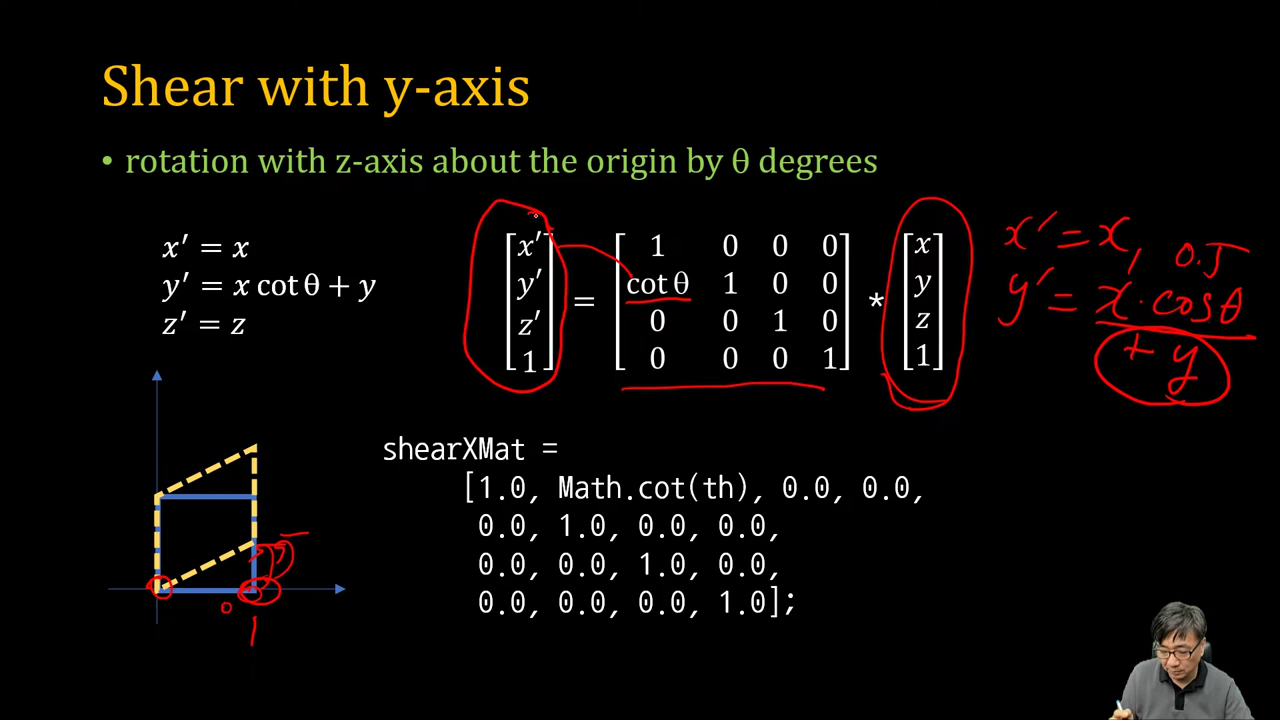 Shear with y-axis
• rotation with z-axis about the origin by θ degrees
x′ = x
y′ = x cot θ + y
z′ = z
[x′ y′ z′ 1] = [1 0 0 0
cot θ 1 0 0
0 0 1 0
0 0 0 1] * [x y z 1]
x′ = x,
0.5
y′ = x · cosθ
+ y
shearXMat =
[1.0, Math.cot(th), 0.0, 0.0,
0.0, 1.0, 0.0, 0.0,
0.0, 0.0, 1.0, 0.0,
0.0, 0.0, 0.0, 1.0];
0
1